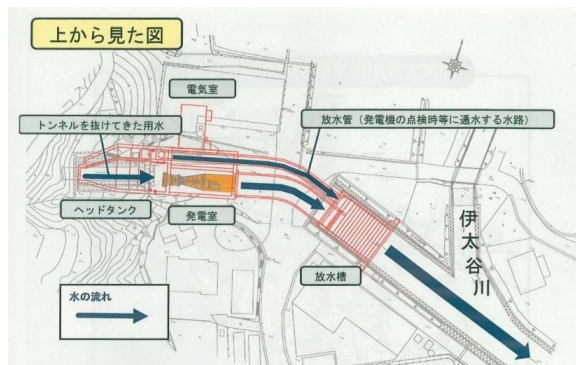 上から見た図
電気室
トンネルを抜けてきた用水
放水管（発電機の点検時等に通水する水路）
ヘッドタンク
発電室
放水槽
伊太谷川
水の流れ